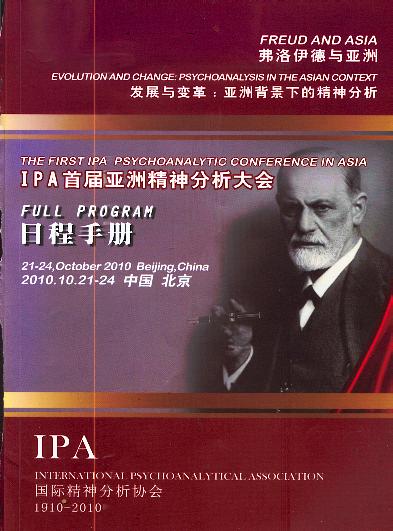 FREUD AND ASIA
弗洛伊德与亚洲
EVOLUTION AND CHANGE: PSYCHOANALYSIS IN THE ASIAN CONTEXT
发展与变革：亚洲背景下的精神分析
THE FIRST IPA PSYCHOANALYTIC CONFERENCE IN ASIA
IPA首届亚洲精神分析大会
FULL PROGRAM
日程手册
21-24,October 2010 Beijing,China
2010.10.21-24 中国 北京
IPA
INTERNATIONAL PSYCHOANALYTICAL ASSOCIATION
国际精神分析协会
1910-2010